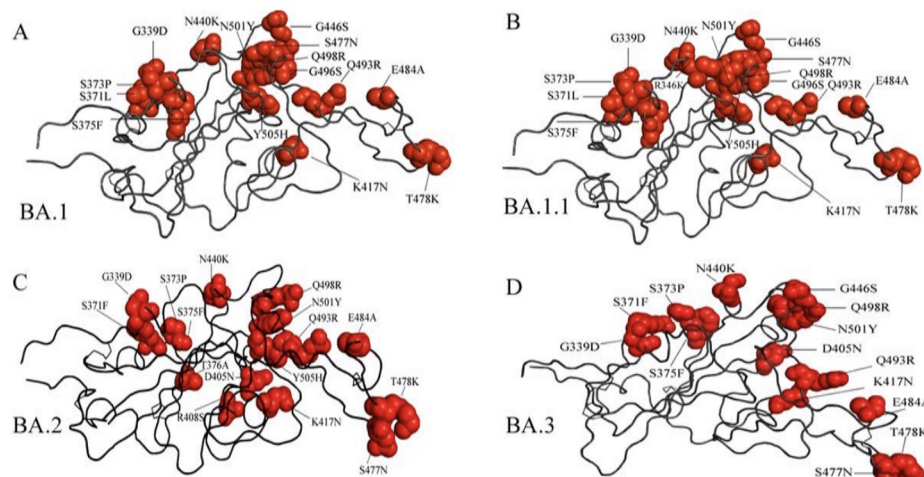 A
G339D
N440K
N501Y
G446S
S477N
Q498R
G496S
Q493R
E484A
S373P
S371L
S375F
Y505H
K417N
T478K
BA.1
B
G339D
N440K
N501Y
G446S
S477N
Q498R
G496S
Q493R
E484A
S373P
S371L
R346K
S375F
Y505H
K417N
T478K
BA.1.1
C
N440K
G339D
S373P
S371F
S375F
Q498R
N501Y
Q493R
E484A
T376A
D405N
Y505H
T478K
R408S
K417N
BA.2
S477N
D
N440K
S373P
S371F
G446S
Q498R
N501Y
G339D
S375F
D405N
Q493R
K417N
E484A
T478K
BA.3
S477N